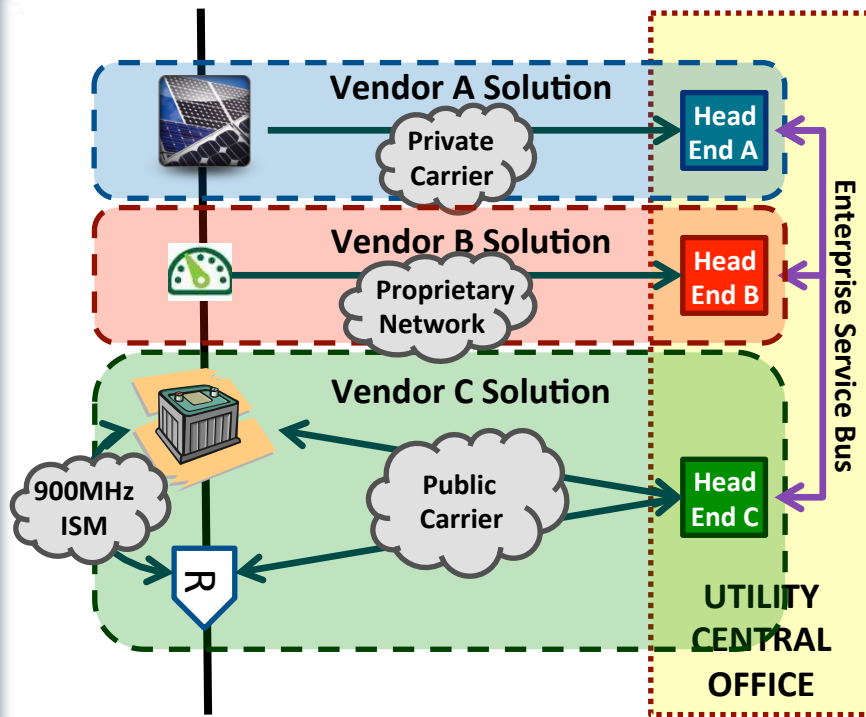 Vendor A Solution
Private
Carrier
Head
End A
Vendor B Solution
Proprietary
Network
Head
End B
Enterprise Service Bus
Vendor C Solution
900MHz
ISM
Public
Carrier
Head
End C
R
UTILITY
CENTRAL
OFFICE